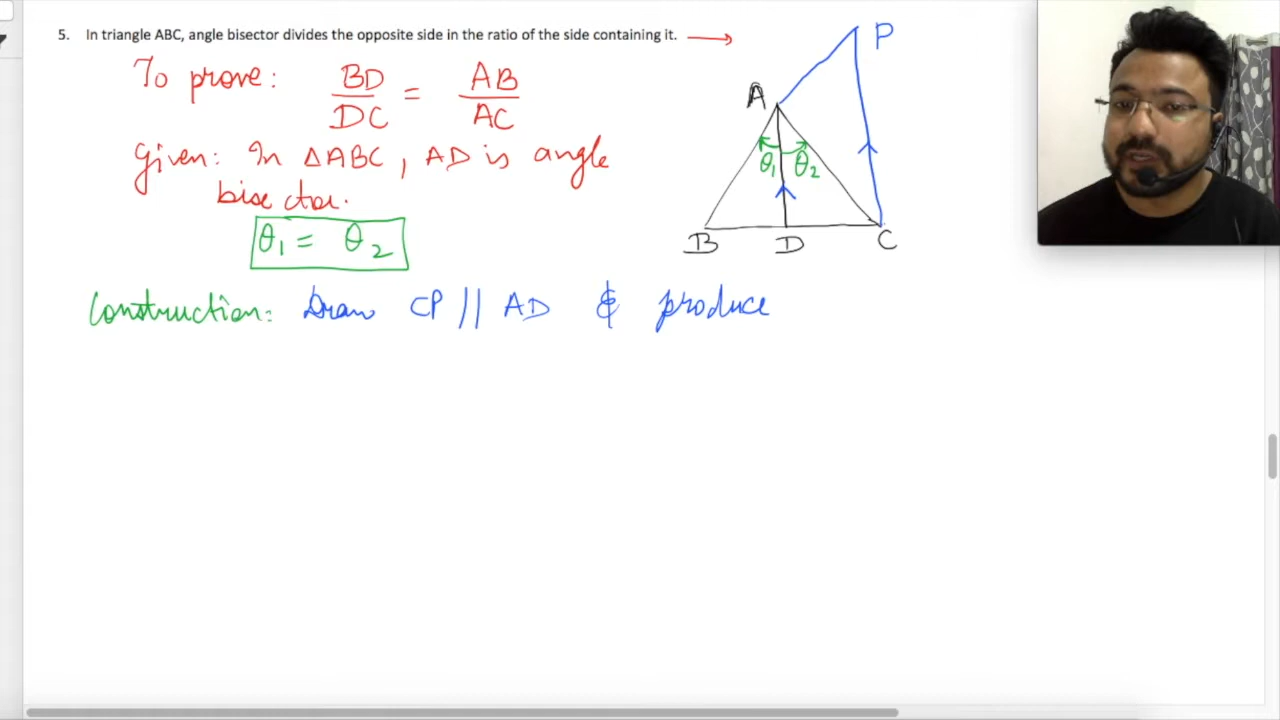 5. In triangle ABC, angle bisector divides the opposite side in the ratio of the side containing it.
To prove: BD/DC = AB/AC
Given: In ΔABC, AD is angle
bisector.
θ₁ = θ₂
Construction: Draw CP || AD & produce
P
A
θ₁ θ₂
B D C